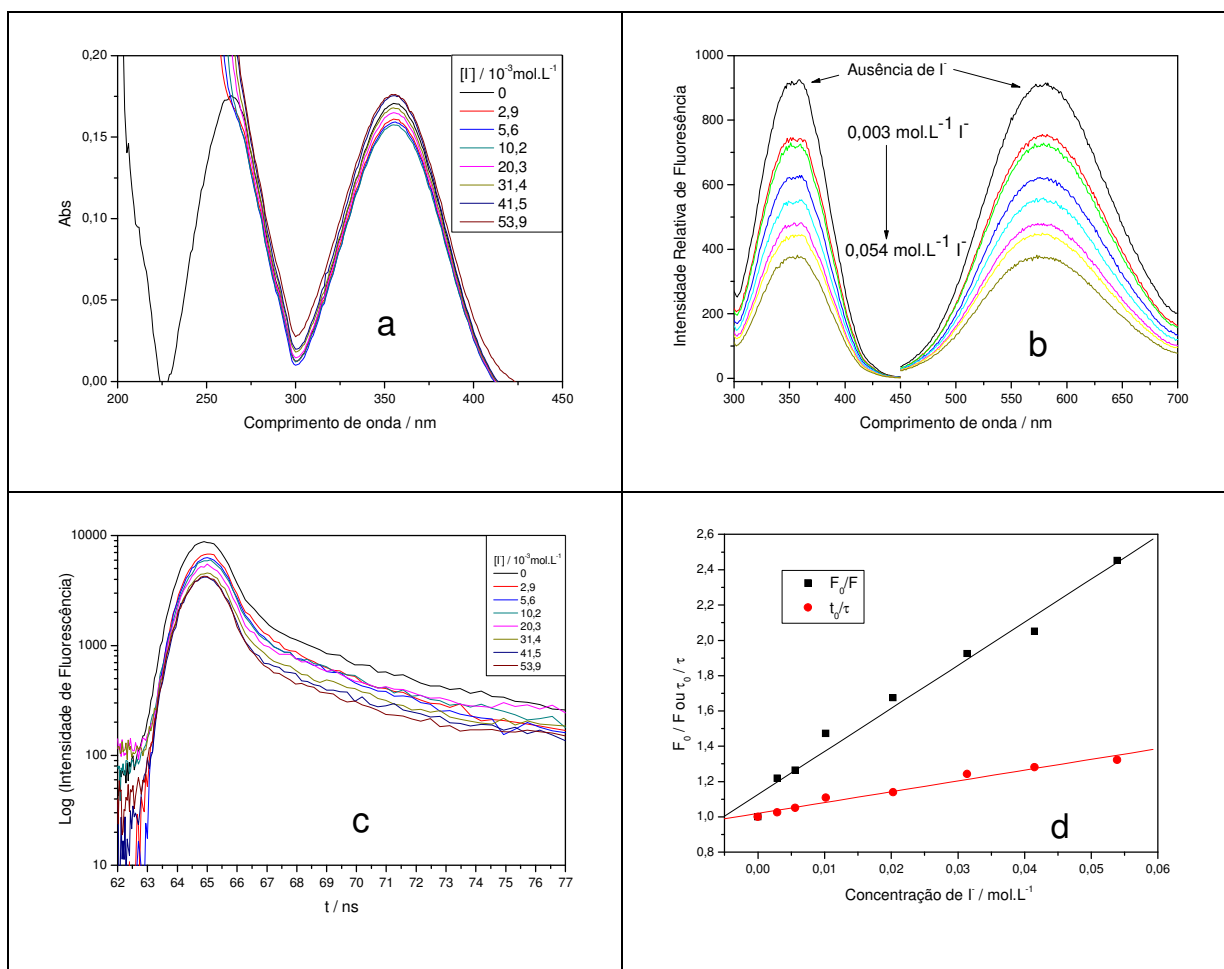 0,20
0,15
0,10
0,05
0,00
Abs
200 250 300 350 400 450
Comprimento de onda / nm
[I-] / 10-3mol.L-1
0
2,9
5,6
10,2
20,3
31,4
41,5
53,9
a
1000
800
600
400
200
0
Intensidade Relativa de Fluoresência
300 350 400 450 500 550 600 650 700
Comprimento de onda / nm
Ausência de I-
0,003 mol.L-1 I-
0,054 mol.L-1 I-
b
10000
1000
100
10
Log (Intensidade de Fluorescência)
62 63 64 65 66 67 68 69 70 71 72 73 74 75 76 77
t / ns
[I-] / 10-3mol.L-1
0
2,9
5,6
10,2
20,3
31,4
41,5
53,9
c
2,6
2,4
2,2
2,0
1,8
1,6
1,4
1,2
1,0
0,8
F0 / F ou τ0 / τ
0,00 0,01 0,02 0,03 0,04 0,05 0,06
Concentração de I- / mol.L-1
F0/F
t0/τ
d